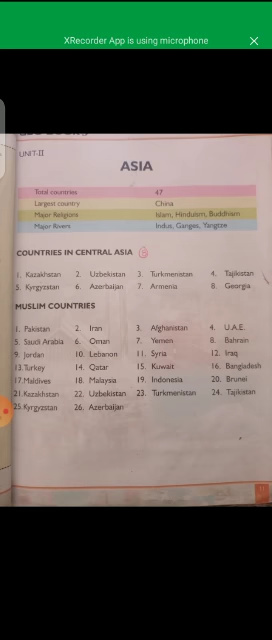 XRecorder App is using microphone
UNIT-II
ASIA
Total countries 47
Largest country China
Major Religions Islam, Hinduism, Buddhism
Major Rivers Indus, Ganges, Yangtze
COUNTRIES IN CENTRAL ASIA
1. Kazakhstan 2. Uzbekistan 3. Turkmenistan 4. Tajikistan
5. Kyrgyzstan 6. Azerbaijan 7. Armenia 8. Georgia
MUSLIM COUNTRIES
1. Pakistan 2. Iran 3. Afghanistan 4. U.A.E.
5. Saudi Arabia 6. Oman 7. Yemen 8. Bahrain
9. Jordan 10. Lebanon 11. Syria 12. Iraq
13. Turkey 14. Qatar 15. Kuwait 16. Bangladesh
17. Maldives 18. Malaysia 19. Indonesia 20. Brunei
21. Kazakhstan 22. Uzbekistan 23. Turkmenistan 24. Tajikistan
25. Kyrgyzstan 26. Azerbaijan